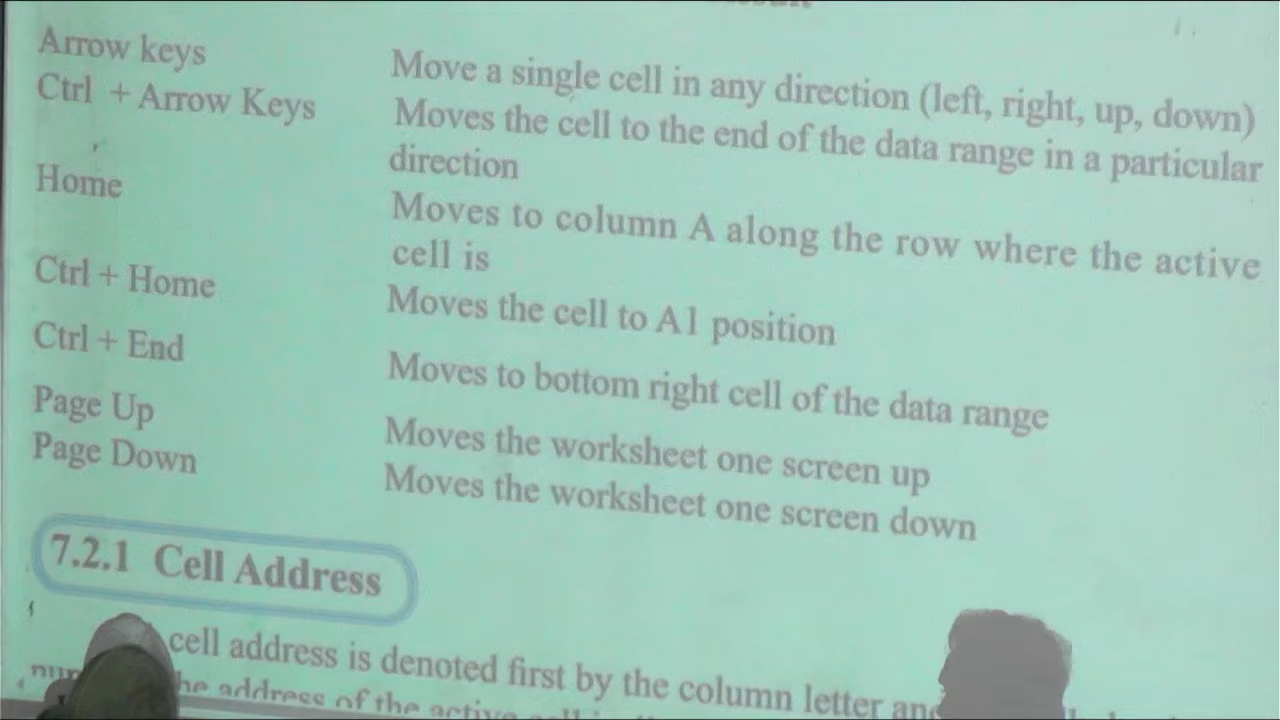 Arrow keys Move a single cell in any direction (left, right, up, down)
Ctrl + Arrow Keys Moves the cell to the end of the data range in a particular
direction
Home Moves to column A along the row where the active
cell is
Ctrl + Home Moves the cell to A1 position
Ctrl + End Moves to bottom right cell of the data range
Page Up Moves the worksheet one screen up
Page Down Moves the worksheet one screen down
7.2.1 Cell Address
cell address is denoted first by the column letter
address of the active